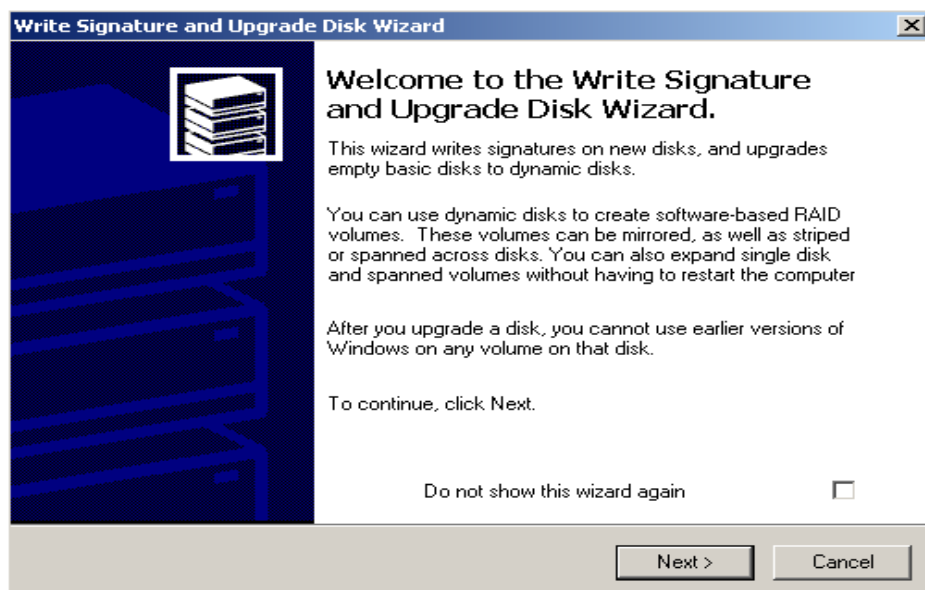 Write Signature and Upgrade Disk Wizard
Welcome to the Write Signature
and Upgrade Disk Wizard.
This wizard writes signatures on new disks, and upgrades
empty basic disks to dynamic disks.
You can use dynamic disks to create software-based RAID
volumes. These volumes can be mirrored, as well as striped
or spanned across disks. You can also expand single disk
and spanned volumes without having to restart the computer
After you upgrade a disk, you cannot use earlier versions of
Windows on any volume on that disk.
To continue, click Next.
Do not show this wizard again
Next >
Cancel